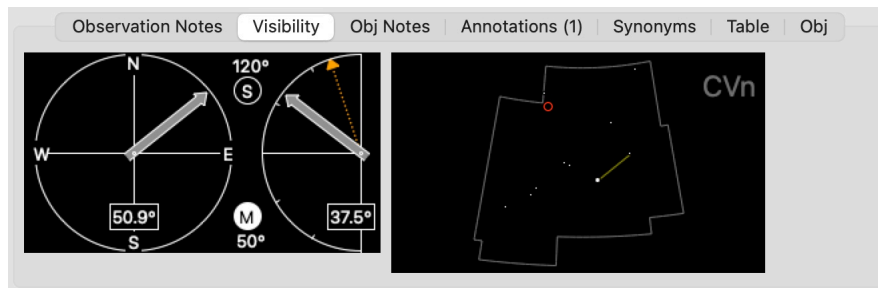 Observation Notes
Visibility
Obj Notes
Annotations (1)
Synonyms
Table
Obj
N
W
E
S
50.9°
120°
S
M
50°
37.5°
CVn